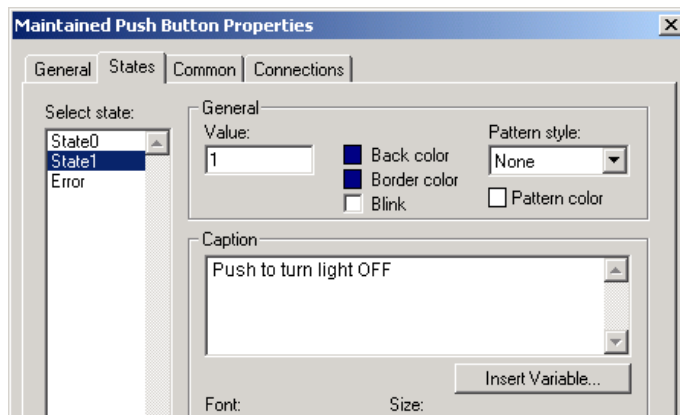 Maintained Push Button Properties
General States Common Connections
Select state:
State0
State1
Error
General
Value:
1
Back color
Border color
Blink
Pattern style:
None
Pattern color
Caption
Push to turn light OFF
Insert Variable...
Font: Size: